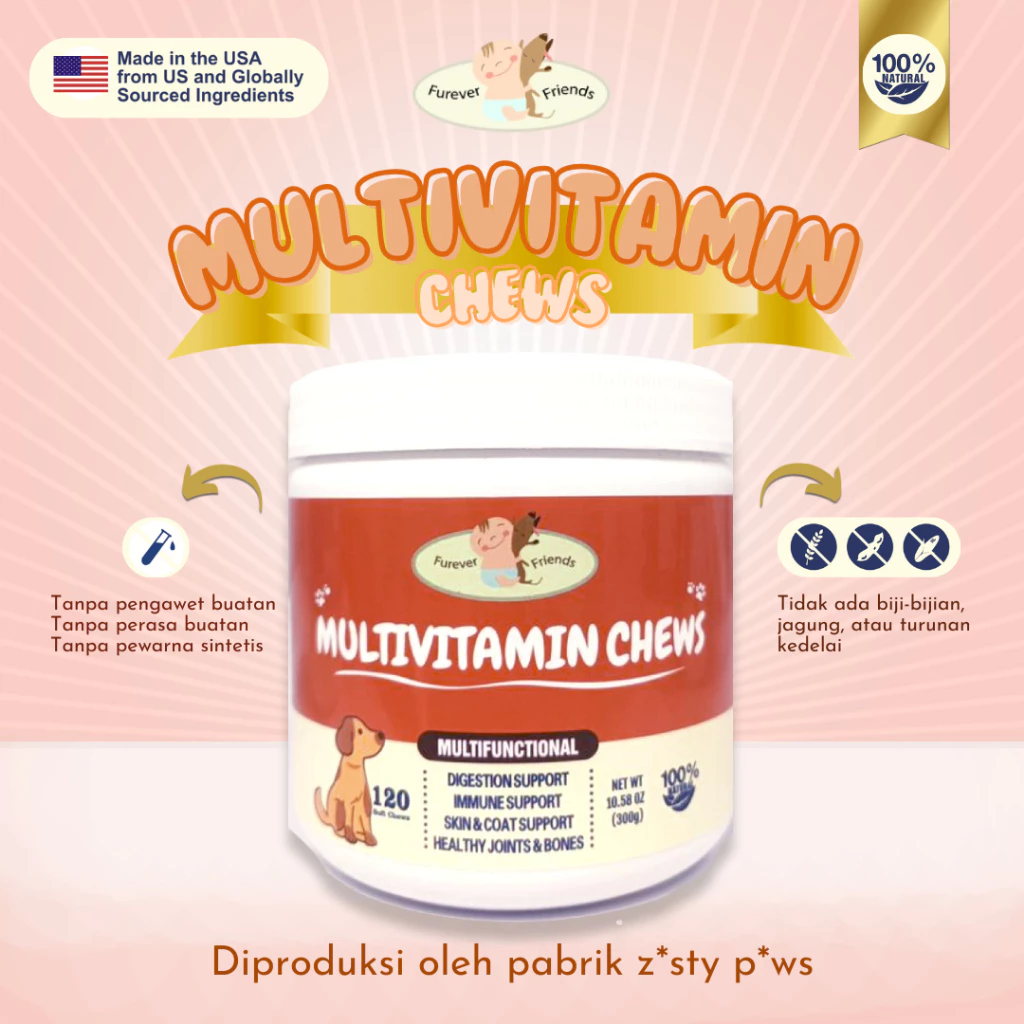 Made in the USA
from US and Globally
Sourced Ingredients
Furever Friends
100%
NATURAL
MULTIVITAMIN
CHEWS
Furever Friends
MULTIVITAMIN CHEWS
MULTIFUNCTIONAL
DIGESTION SUPPORT
IMMUNE SUPPORT
SKIN & COAT SUPPORT
HEALTHY JOINTS & BONES
120
Soft Chews
NET WT
10.58 OZ
(300g)
100%
NATURAL
Tanpa pengawet buatan
Tanpa perasa buatan
Tanpa pewarna sintetis
Tidak ada biji-bijian,
jagung, atau turunan
kedelai
Diproduksi oleh pabrik z*sty p*ws